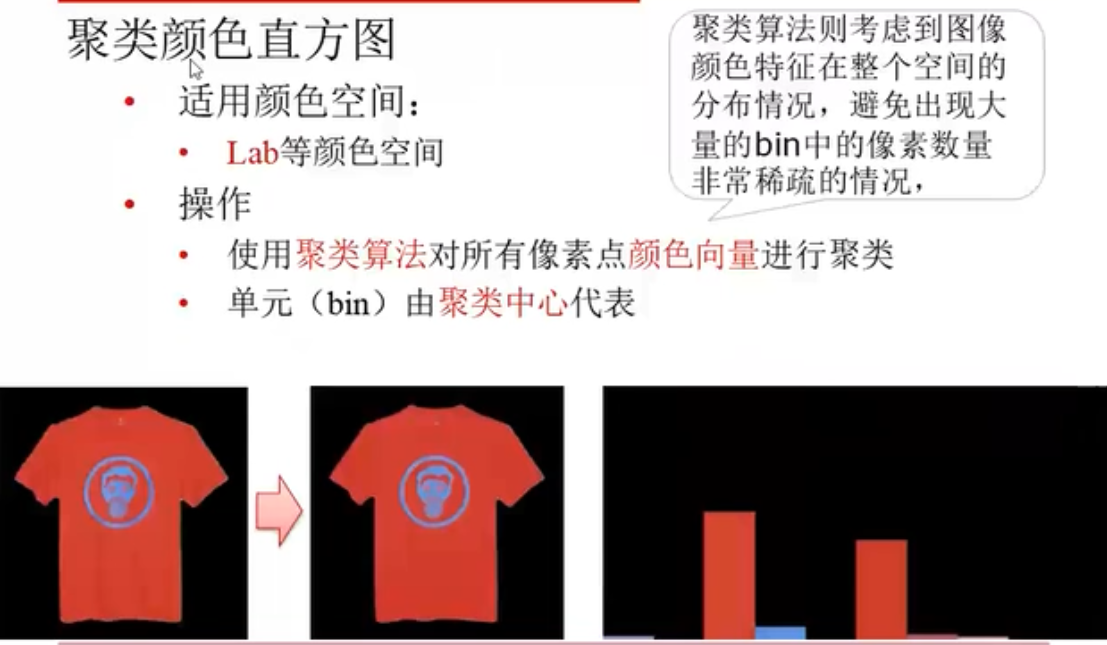 聚类颜色直方图
• 适用颜色空间：
• Lab等颜色空间
• 操作
• 使用聚类算法对所有像素点颜色向量进行聚类
• 单元（bin）由聚类中心代表
聚类算法则考虑到图像
颜色特征在整个空间的
分布情况，避免出现大
量的bin中的像素数量
非常稀疏的情况，